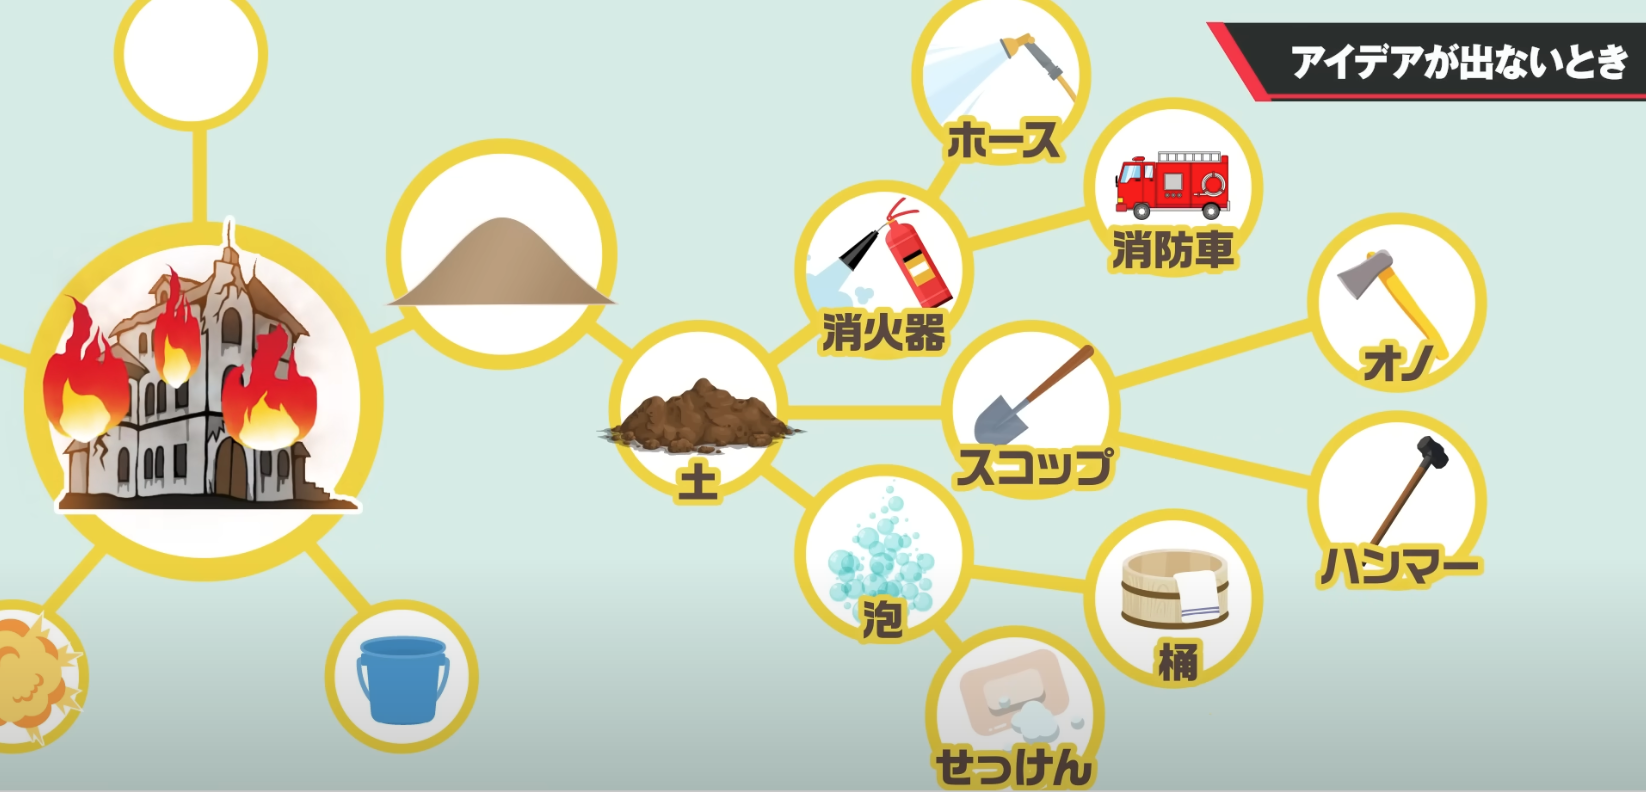 アイデアが出ないとき
ホース
消防車
消火器
オノ
スコップ
土
ハンマー
泡
桶
せっけん